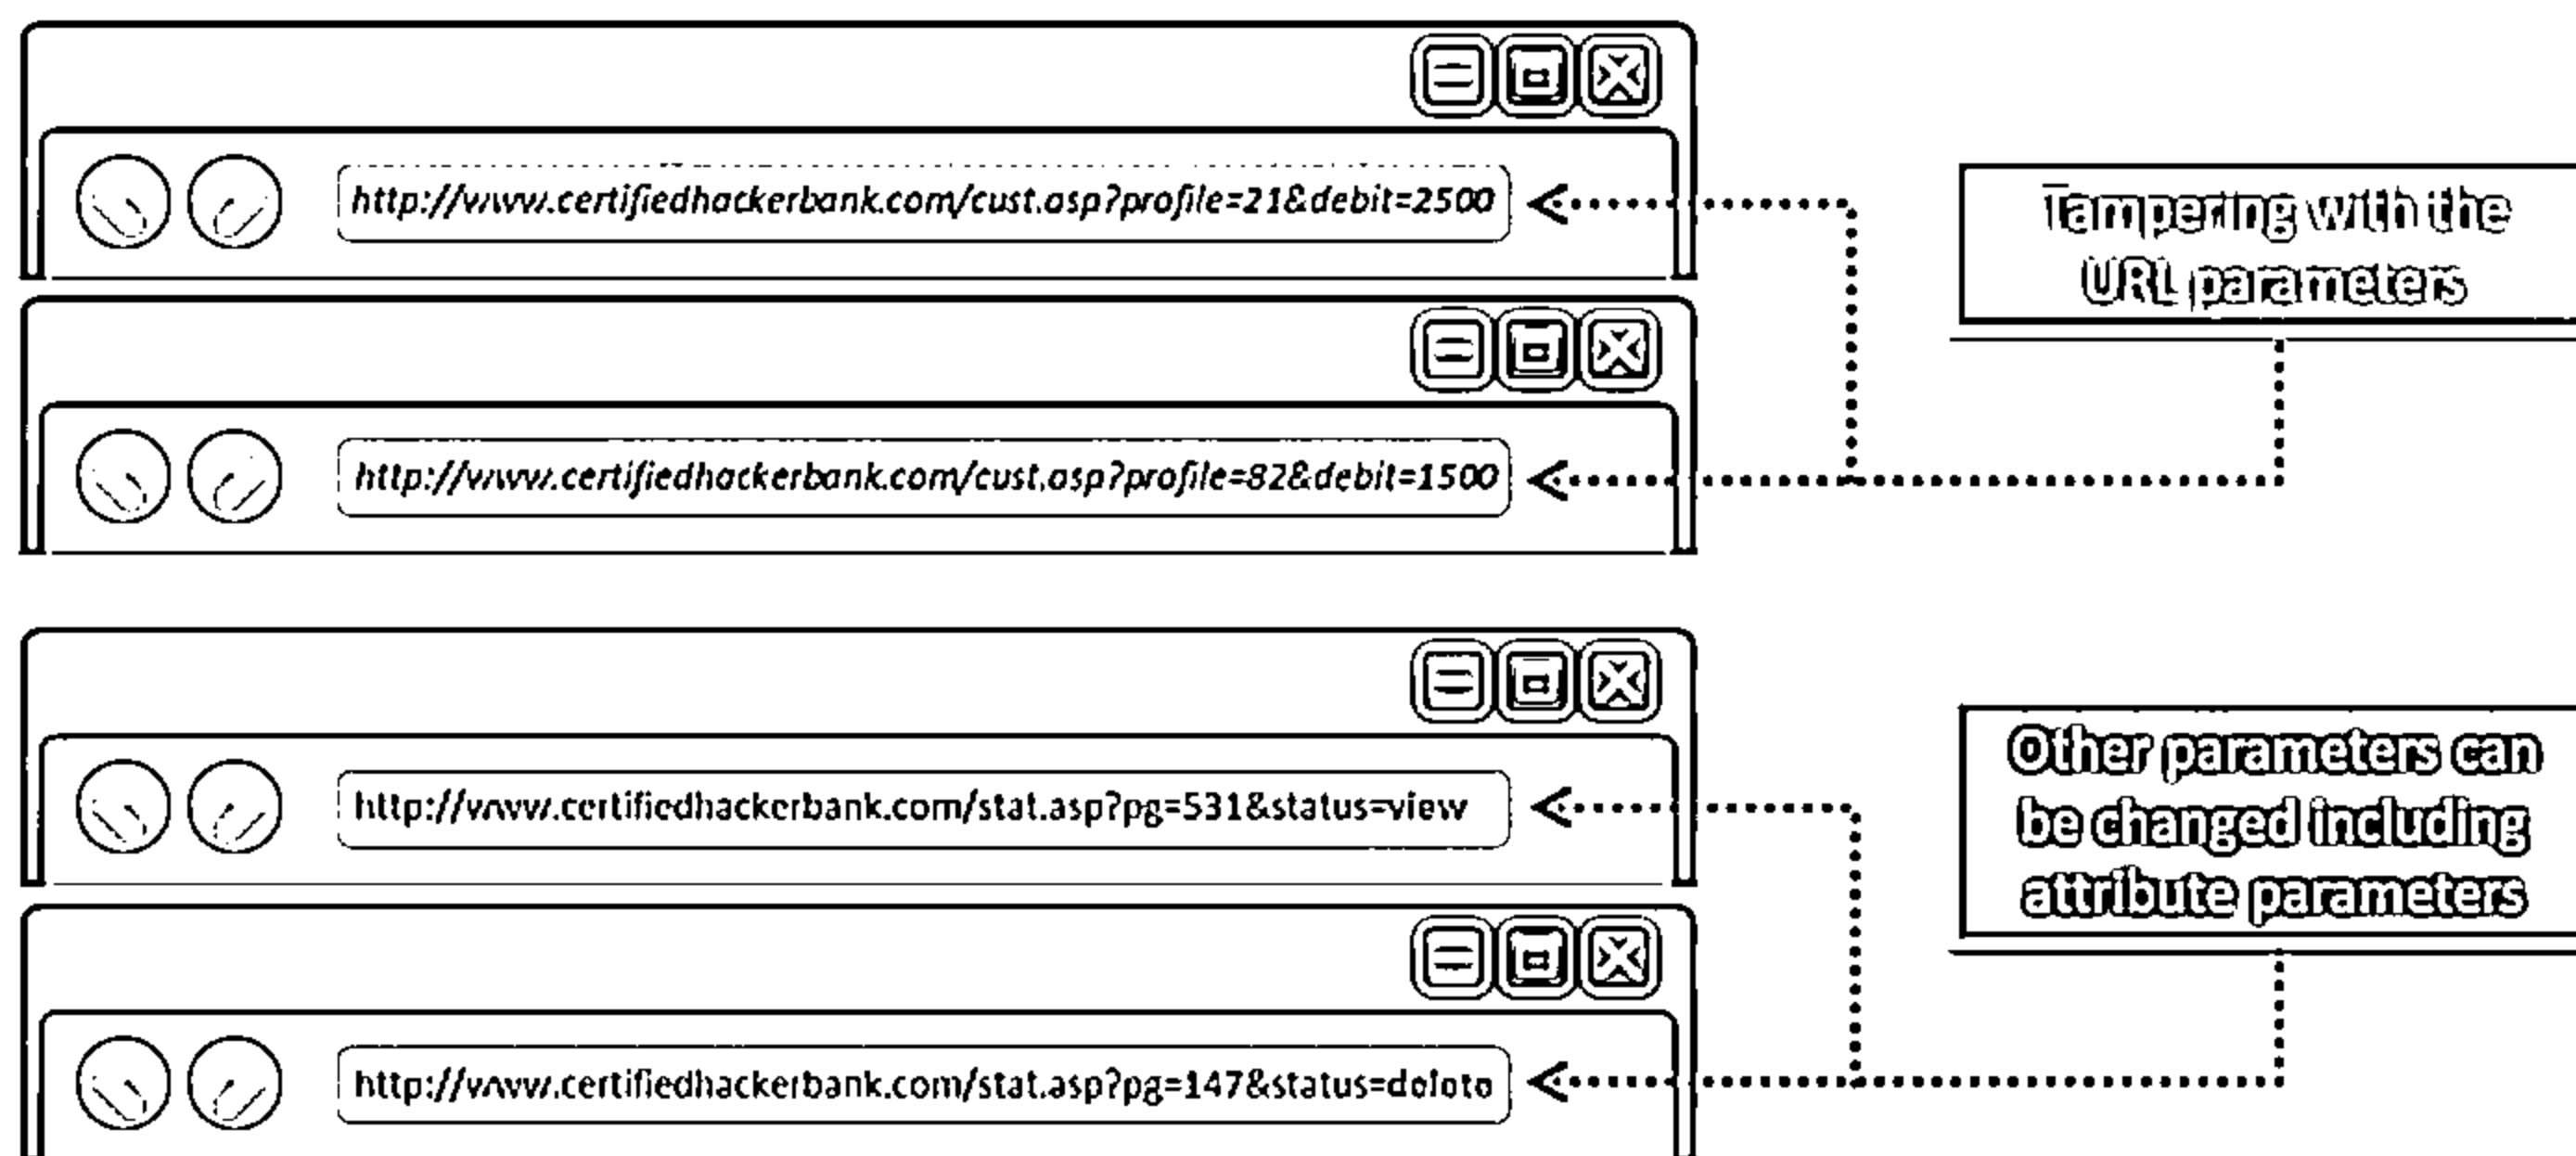 http://www.certifiedhackerbank.com/cust.asp?profile=21&debit=2500
Tampering with the
URL parameters
http://www.certifiedhackerbank.com/cust.asp?profile=82&debit=1500
http://www.certifiedhackerbank.com/stat.asp?pg=531&status=view
Other parameters can
be changed including
attribute parameters
http://www.certifiedhackerbank.com/stat.asp?pg=147&status=delete